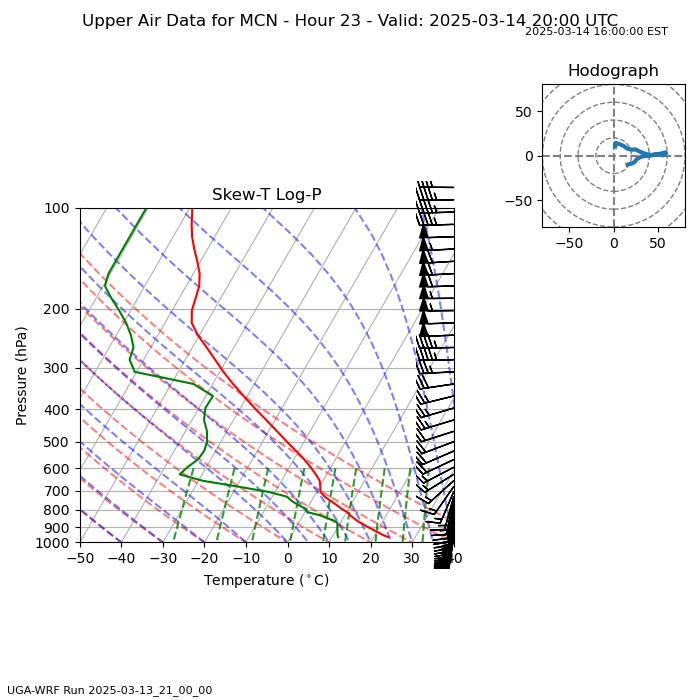 Upper Air Data for MCN - Hour 23 - Valid: 2025-03-14 20:00 UTC
2025-03-14 16:00:00 EST
Hodograph
50
0
−50
−50 0 50
Skew-T Log-P
100
200
300
400
500
600
700
800
900
1000
Pressure (hPa)
−50 −40 −30 −20 −10 0 10 20 30 40
Temperature (°C)
UGA-WRF Run 2025-03-13_21_00_00